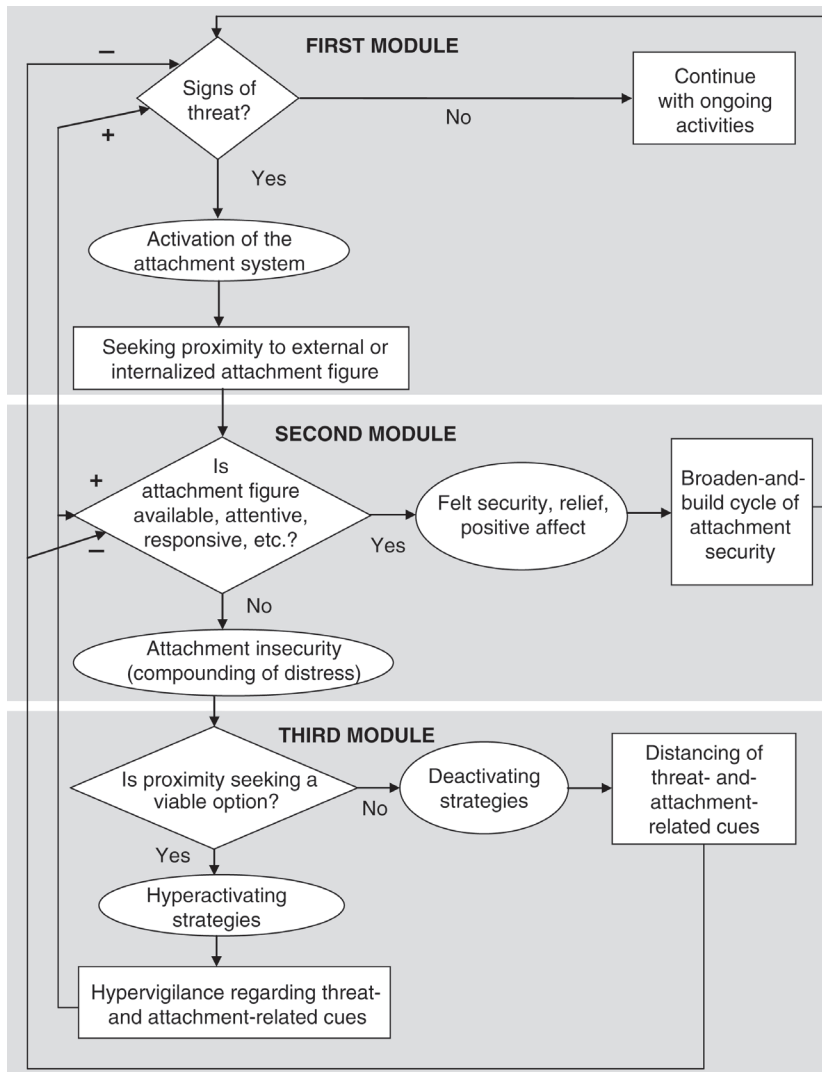 FIRST MODULE
–
Signs of
threat?
+
No
Continue
with ongoing
activities
Yes
Activation of the
attachment system
Seeking proximity to external or
internalized attachment figure
SECOND MODULE
+
Is
attachment figure
available, attentive,
responsive, etc.?
–
Yes
Felt security, relief,
positive affect
Broaden-and-
build cycle of
attachment
security
No
Attachment insecurity
(compounding of distress)
THIRD MODULE
Is proximity seeking a
viable option?
No
Deactivating
strategies
Distancing of
threat- and-
attachment-
related cues
Yes
Hyperactivating
strategies
Hypervigilance regarding threat-
and attachment-related cues